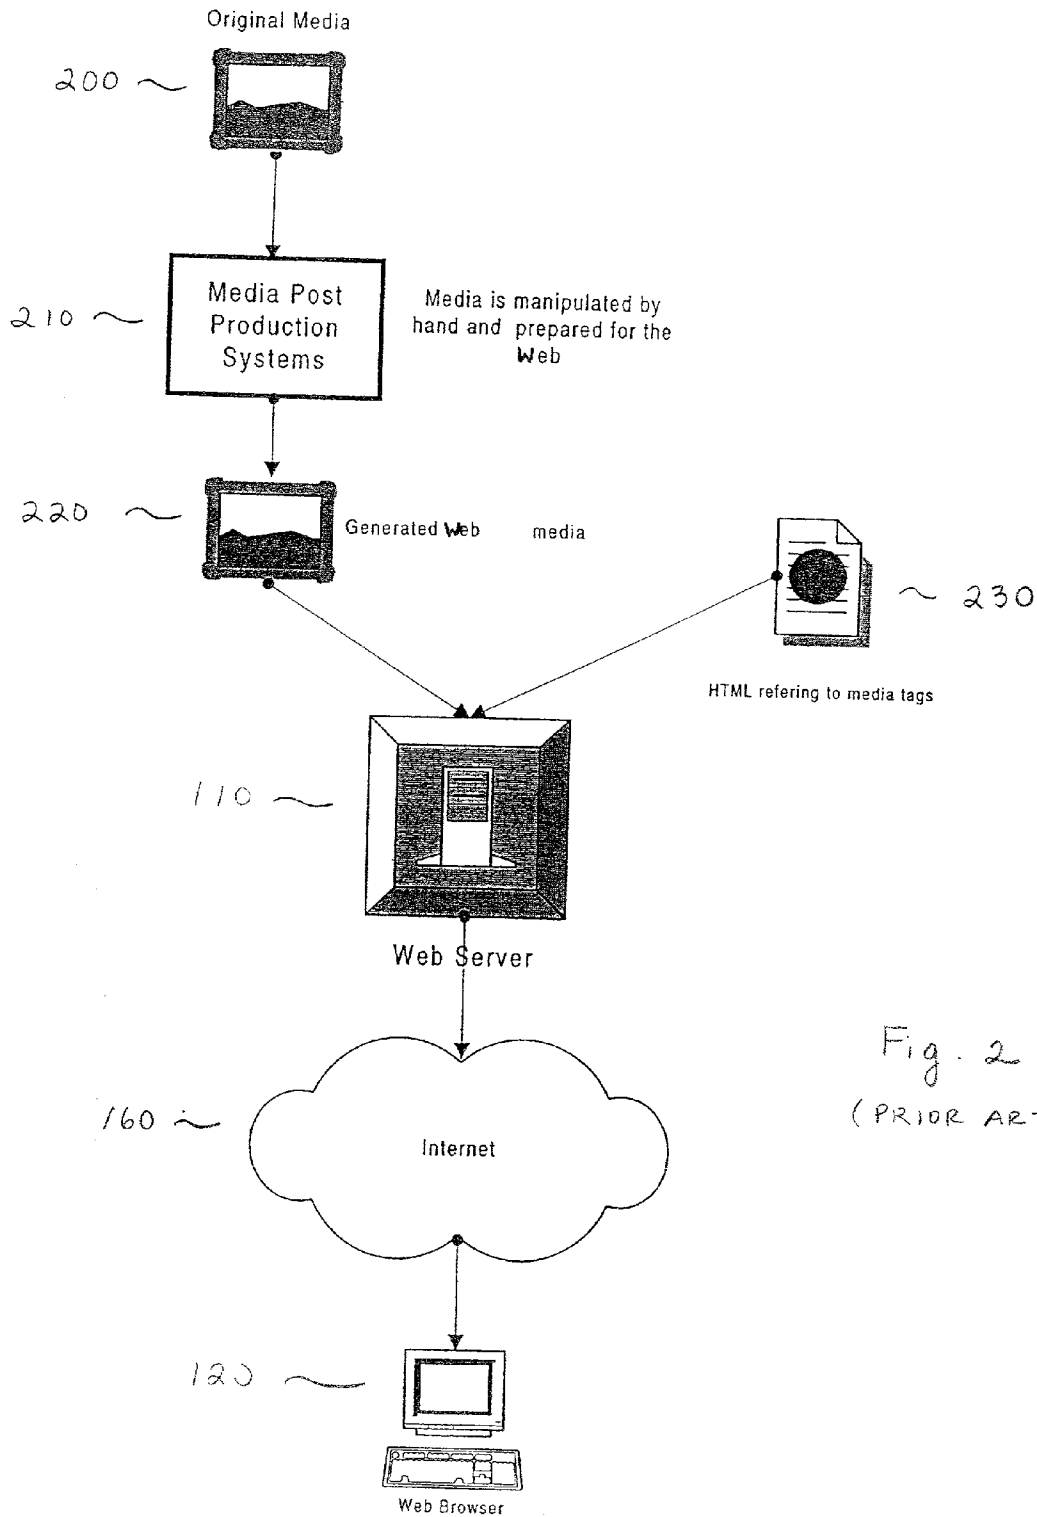 Original Media
200
Media Post
Production
Systems
210
Media is manipulated by
hand and prepared for the
Web
220
Generated Web media
230
HTML refering to media tags
110
Web Server
Fig. 2
(PRIOR AR
160
Internet
120
Web Browser